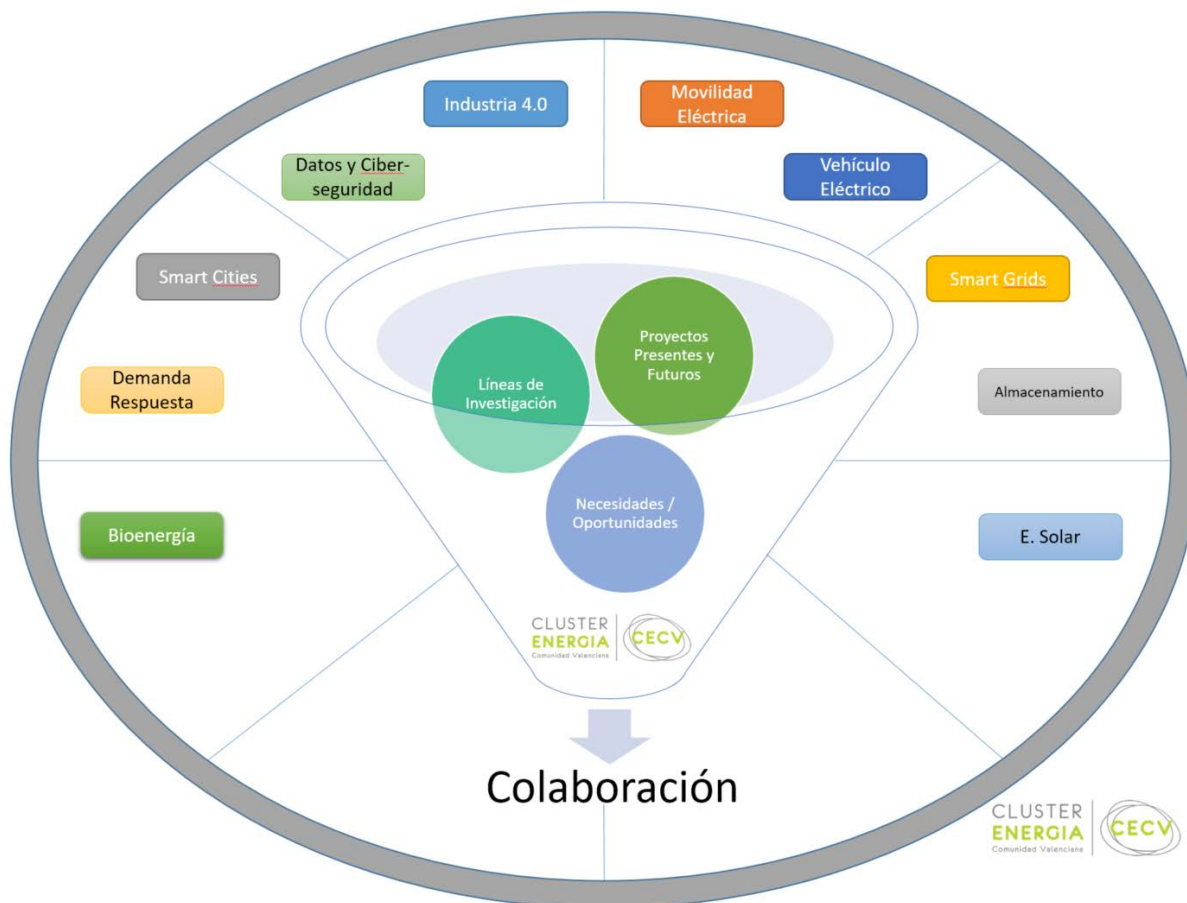 Industria 4.0
Movilidad
Eléctrica
Datos y Ciber-
seguridad
Vehículo
Eléctrico
Smart Cities
Smart Grids
Demanda
Respuesta
Almacenamiento
Bioenergía
E. Solar
Proyectos
Presentes y
Futuros
Líneas de
Investigación
Necesidades /
Oportunidades
CLUSTER
ENERGIA
Comunidad Valenciana
CECV
Colaboración
CLUSTER
ENERGIA
Comunidad Valenciana
CECV